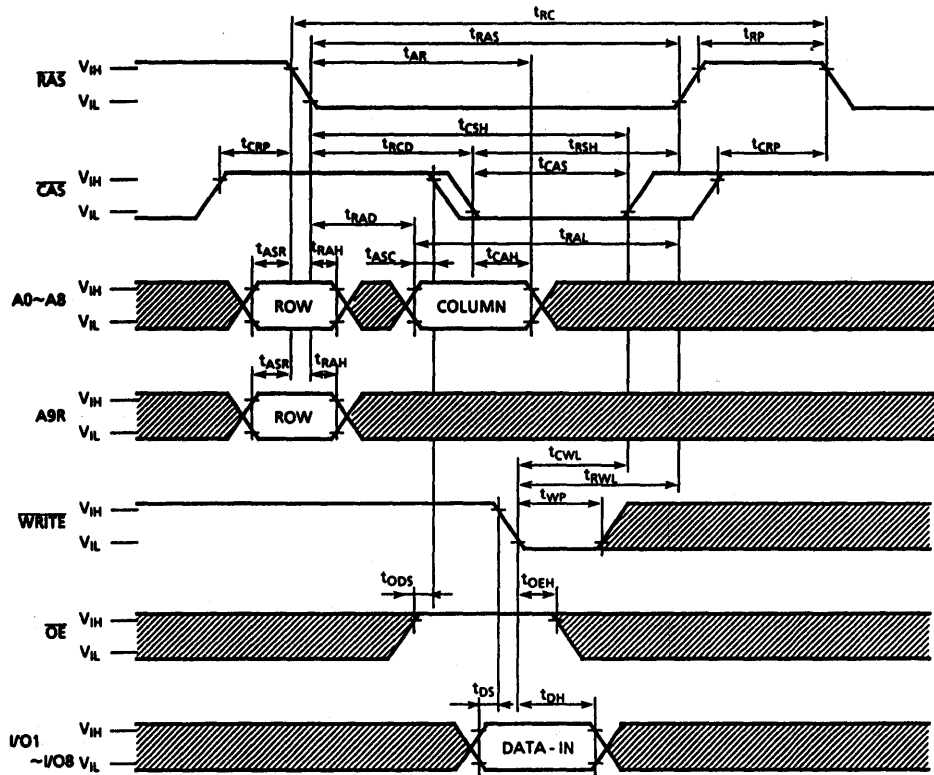 tRC
tRAS
tRP
tAR
RAS
VIH
VIL
tCSH
tCRP
tRCD
tRSH
tCRP
tCAS
CAS
VIH
VIL
tRAD
tRAL
tASR
tRAH
tASC
tCAH
A0~A8
VIH
VIL
ROW
COLUMN
tASR
tRAH
A9R
VIH
VIL
ROW
tCWL
tRWL
tWP
WRITE
VIH
VIL
tODS
tOEH
OE
VIH
VIL
tDS
tDH
I/O1
~I/O8
VIH
VIL
DATA - IN